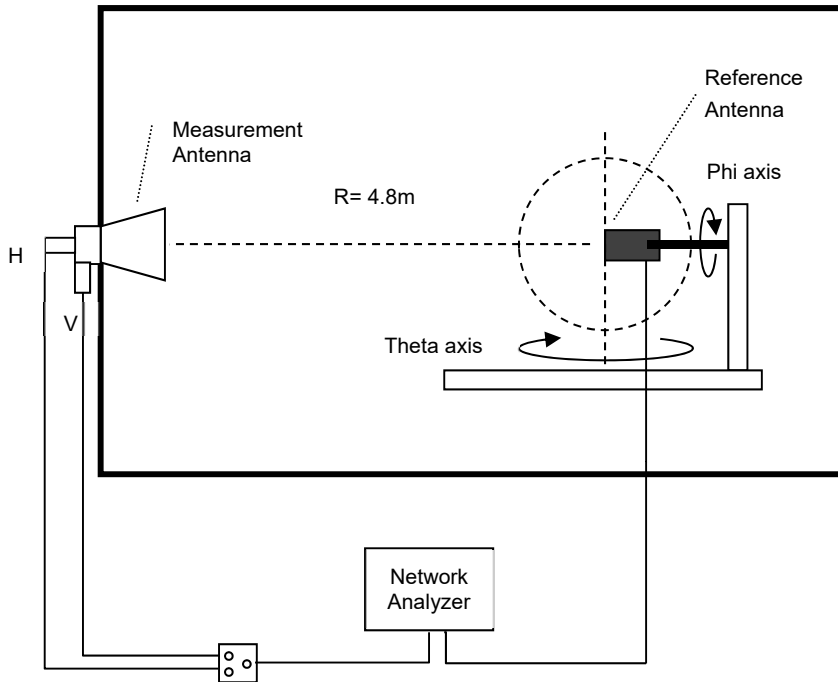 Reference
Antenna
Measurement
Antenna
Phi axis
R= 4.8m
H
V
Theta axis
Network
Analyzer